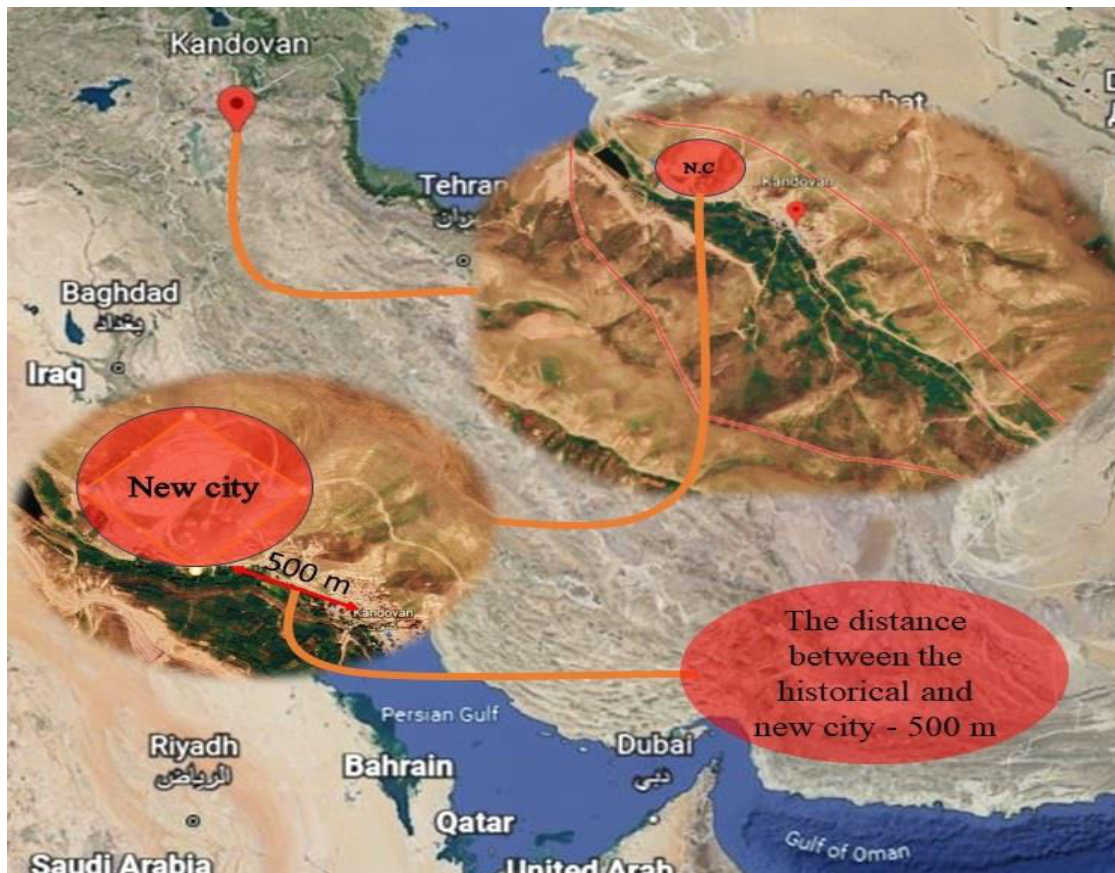 Kandovan
Tehran
Baghdad
بغداد
Iraq
N.C
Kandovan
New city
500 m
Kandovan
The distance
between the
historical and
new city - 500 m
Persian Gulf
Riyadh
الرياض
Bahrain
Dubai
دبي
Qatar
Gulf of Oman
Saudi Arabia
United Arab